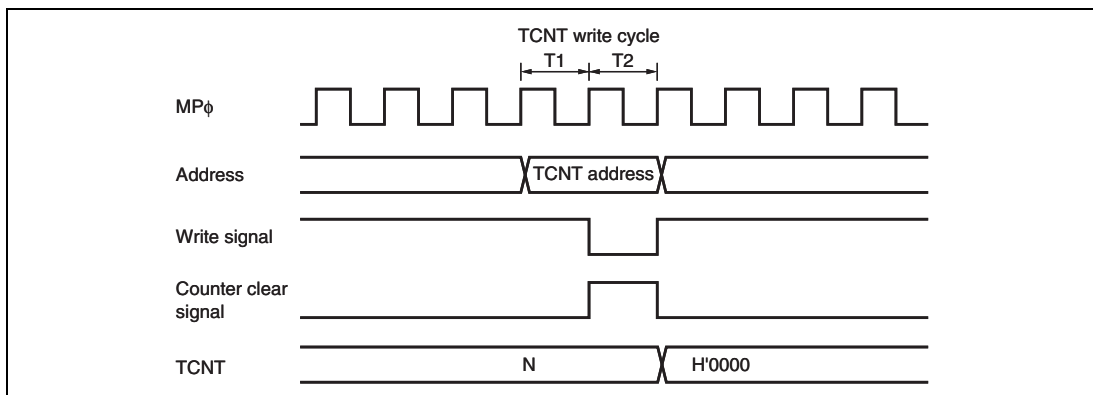 TCNT write cycle
T1 T2
MPϕ
Address TCNT address
Write signal
Counter clear
signal
TCNT N H'0000